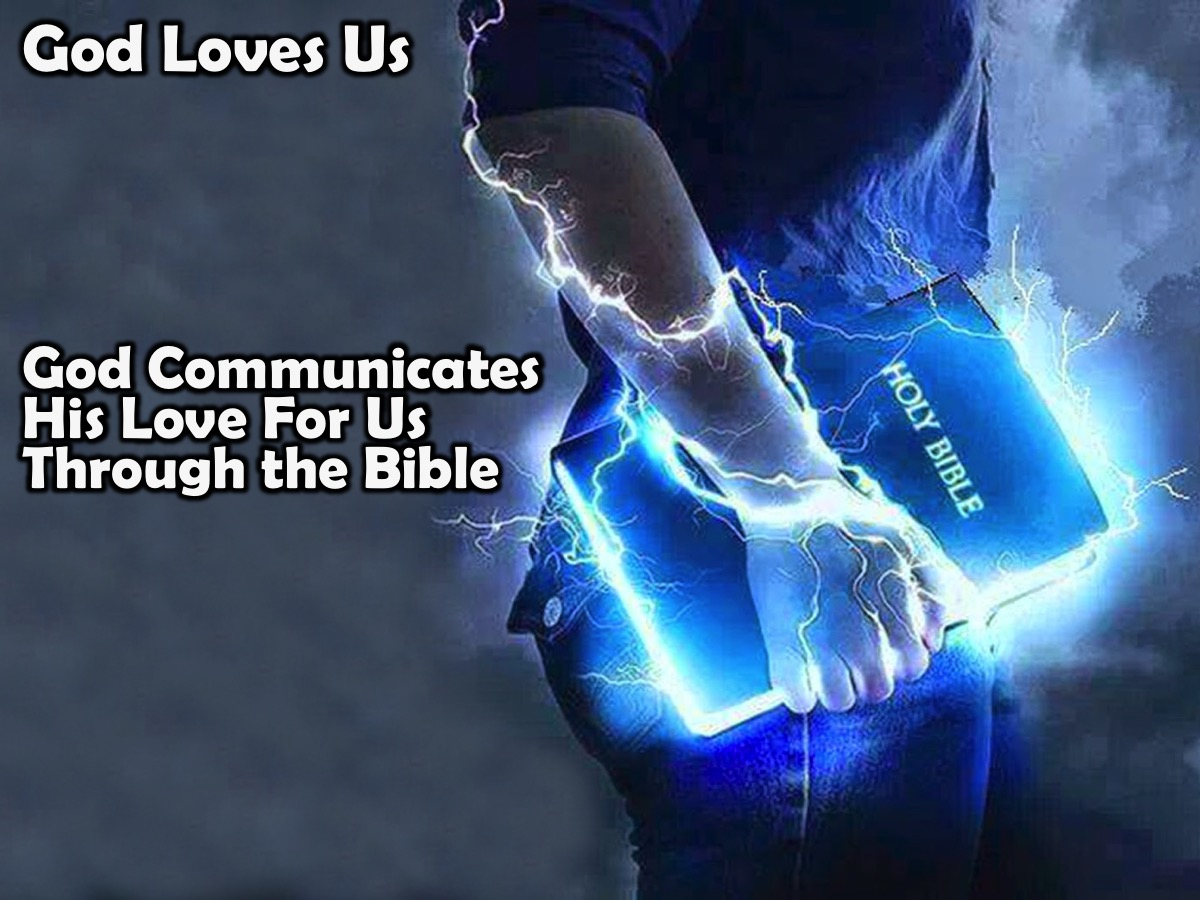 God Loves Us
God Communicates
His Love For Us
Through the Bible
HOLY BIBLE